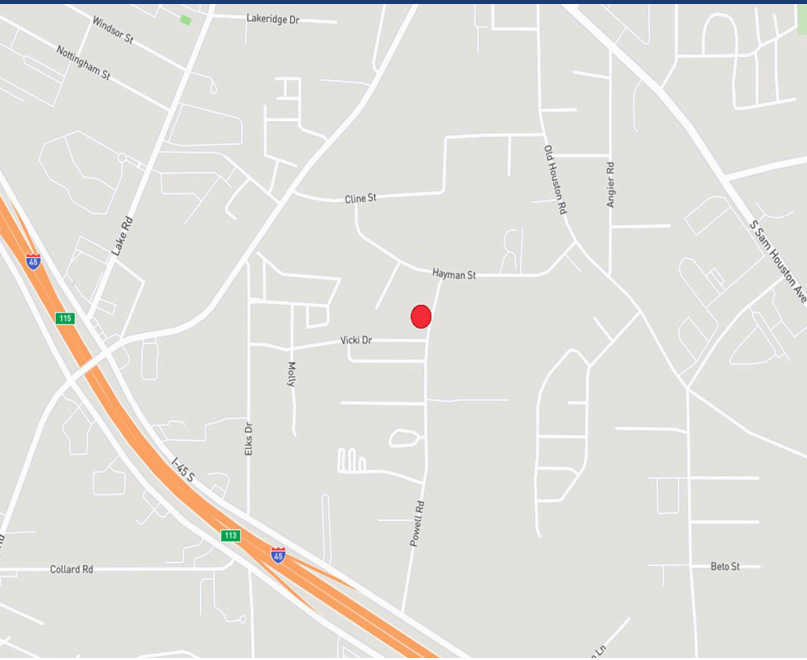 Lakeridge Dr
Windsor St
Nottingham St
Old Houston Rd
Angier Rd
Cline St
Lake Rd
S Sam Houston Ave
45
Hayman St
115
Vicki Dr
Molly
Elks Dr
I-45 S
Powell Rd
113
45
Collard Rd
Beto St
Ln